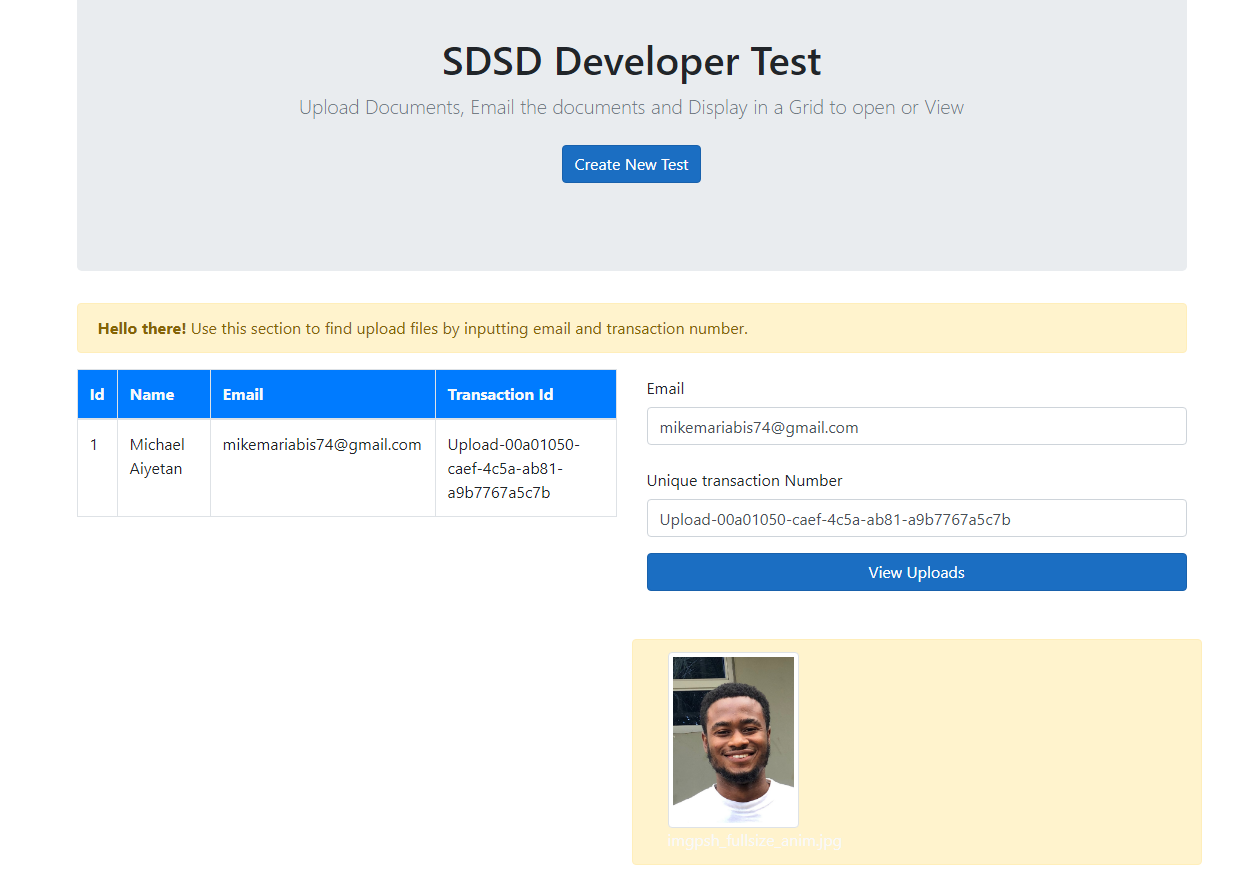 SDSD Developer Test
Upload Documents, Email the documents and Display in a Grid to open or View
Create New Test
Hello there! Use this section to find upload files by inputting email and transaction number.
Id Name Email Transaction Id
1 Michael Aiyetan mikemariabis74@gmail.com Upload-00a01050-caef-4c5a-ab81-a9b7767a5c7b
Email
mikemariabis74@gmail.com
Unique transaction Number
Upload-00a01050-caef-4c5a-ab81-a9b7767a5c7b
View Uploads
imgpsh_fullsize_anim.jpg